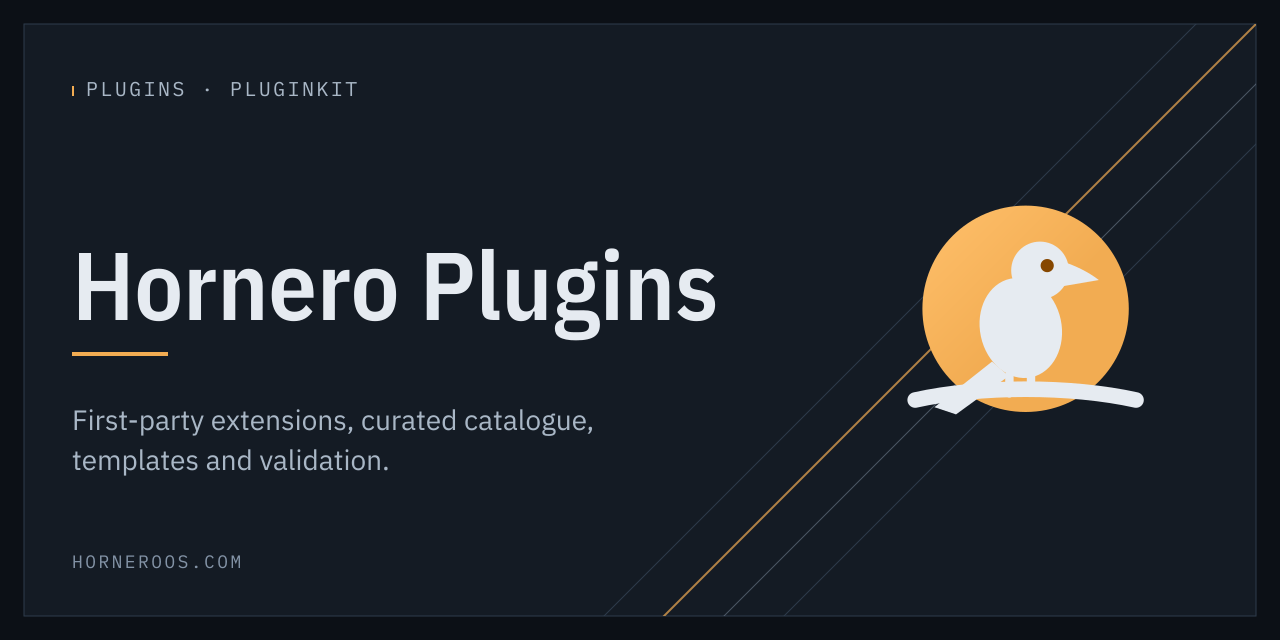 PLUGINS · PLUGINKIT
Hornero Plugins
First-party extensions, curated catalogue,
templates and validation.
HORNEROOS.COM